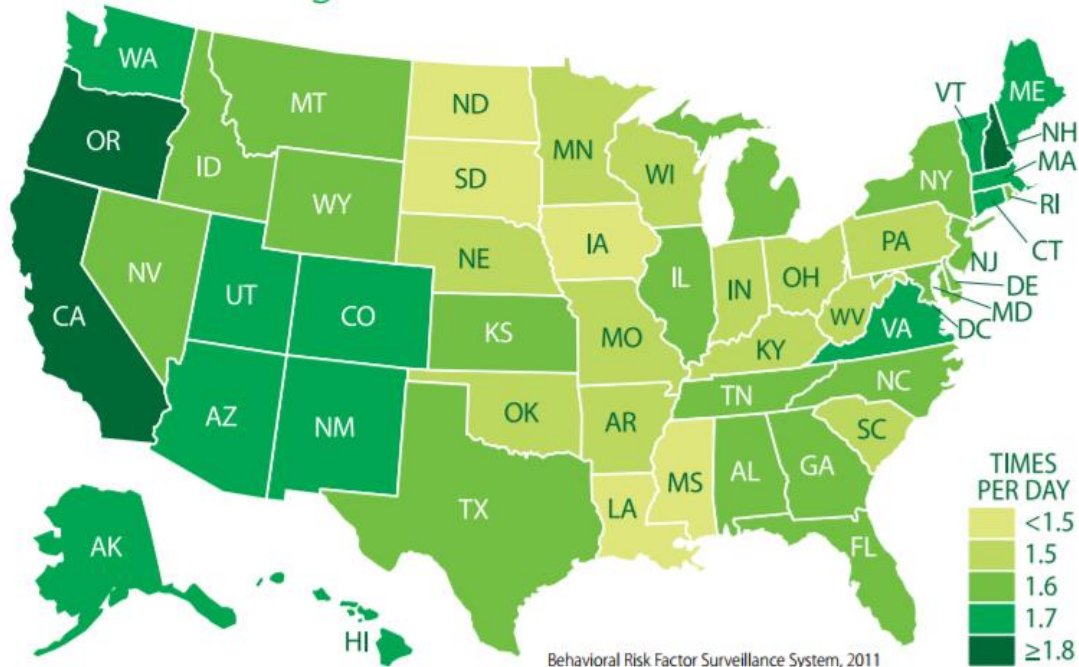 WA
OR
CA
ID
NV
MT
WY
UT
CO
AZ
NM
ND
SD
NE
KS
OK
TX
MN
IA
MO
AR
LA
WI
IL
IN
OH
KY
TN
MS
AL
GA
FL
SC
NC
VA
WV
PA
NY
VT
ME
NH
MA
RI
CT
NJ
DE
MD
DC
AK
HI
TIMES
PER DAY
<1.5
1.5
1.6
1.7
≥1.8
Behavioral Risk Factor Surveillance System, 2011